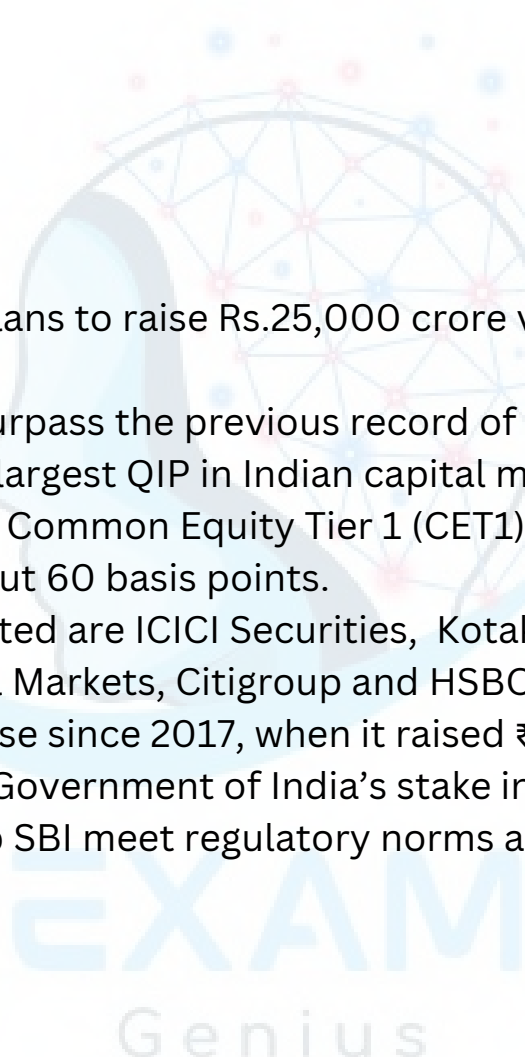 ans to raise Rs.25,000 crore
urpass the previous record of
largest QIP in Indian capital m
Common Equity Tier 1 (CET1)
ut 60 basis points.
ted are ICICI Securities, Kotak
Markets, Citigroup and HSBC
se since 2017, when it raised ₹
Government of India’s stake in
SBI meet regulatory norms a
EXAM
Genius